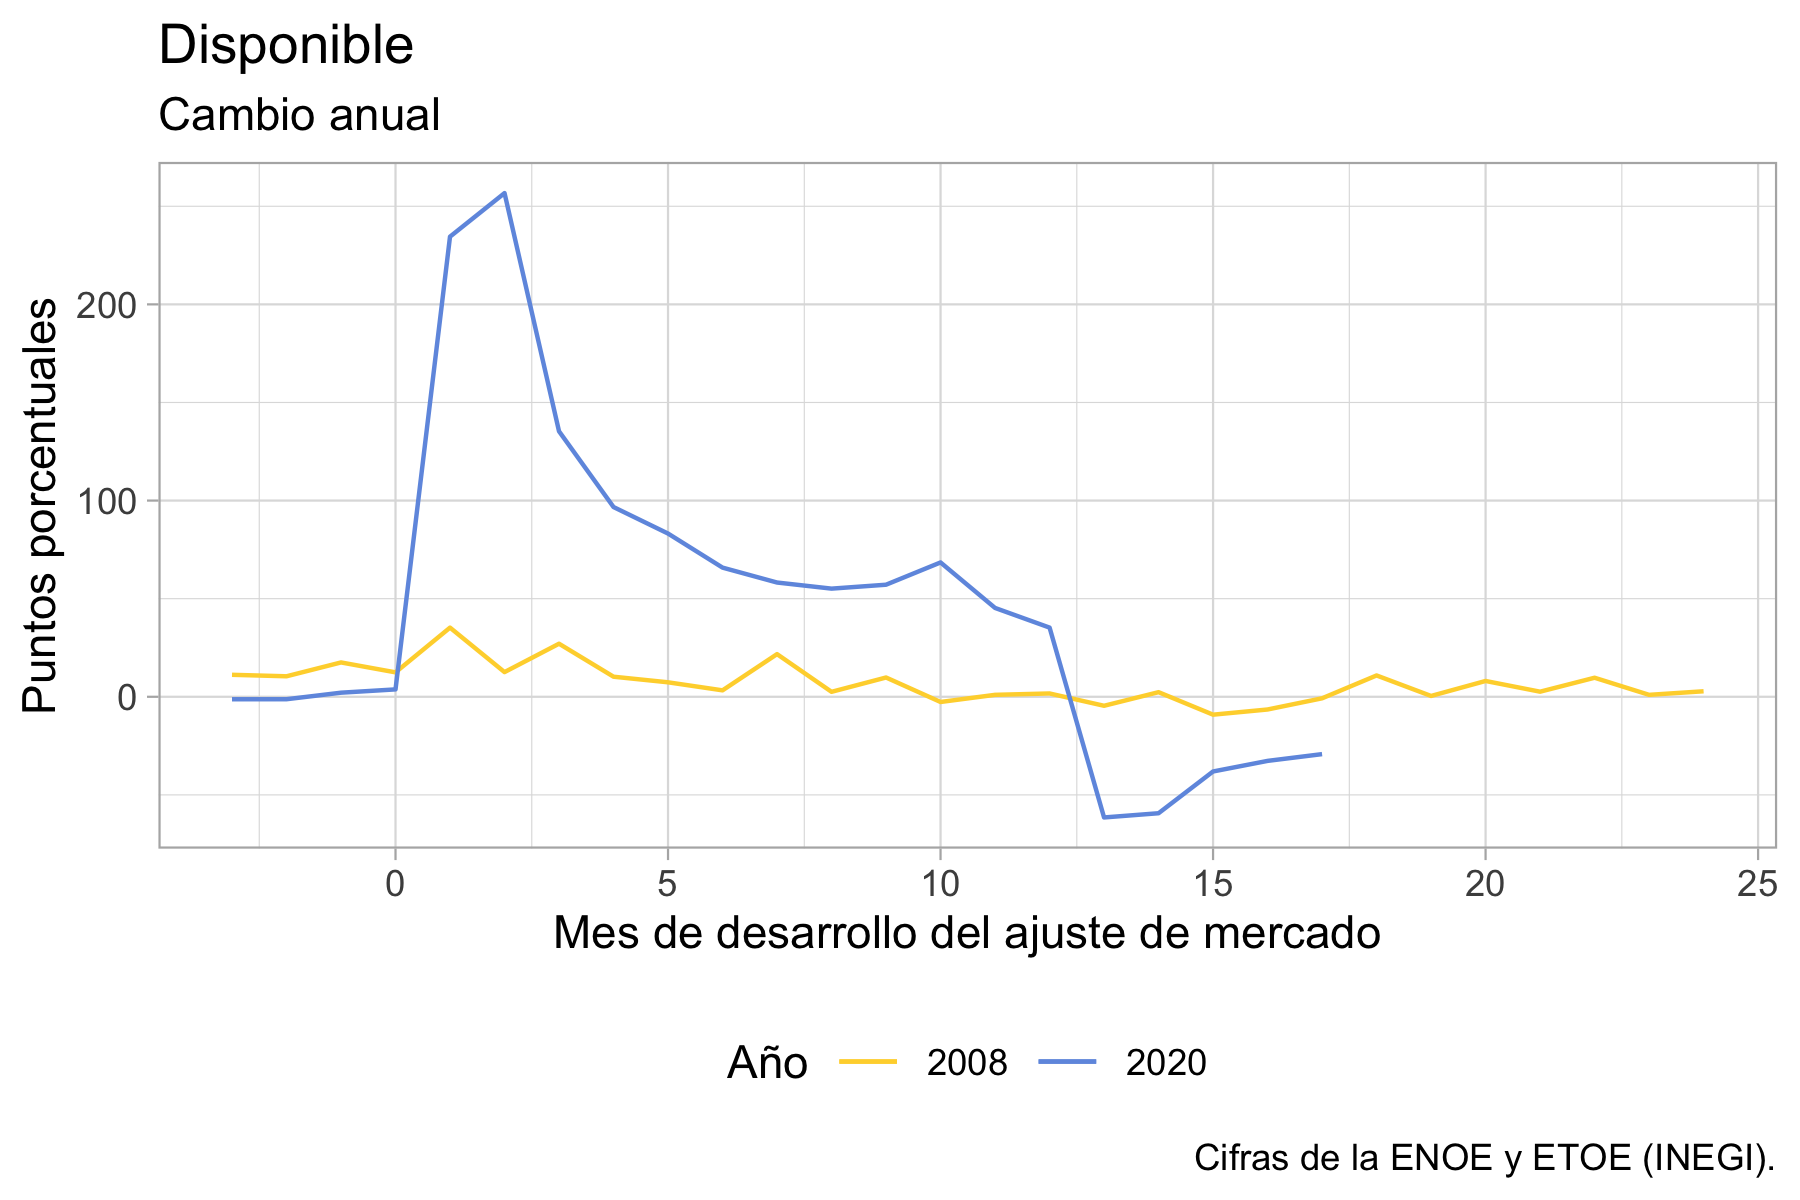 Disponible
Cambio anual
Puntos porcentuales
200
100
0
0 5 10 15 20 25
Mes de desarrollo del ajuste de mercado
Año 2008 2020
Cifras de la ENOE y ETOE (INEGI).